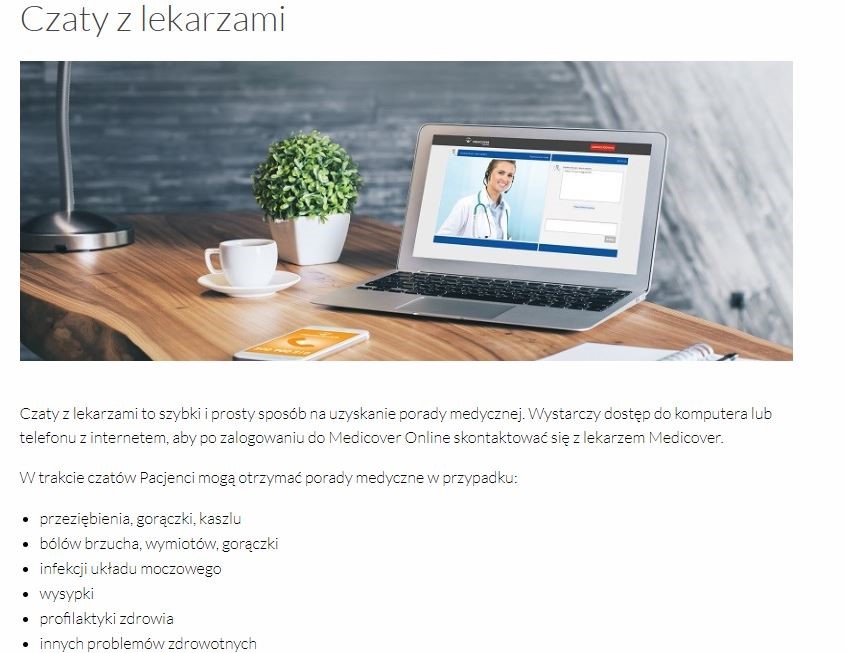 Czaty z lekarzami
Czaty z lekarzami to szybki i prosty sposób na uzyskanie porady medycznej. Wystarczy dostęp do komputera lub
telefonu z internetem, aby po zalogowaniu do Medicover Online skontaktować się z lekarzem Medicover.
W trakcie czatów Pacjenci mogą otrzymać porady medyczne w przypadku:
• przeziębienia, gorączki, kaszlu
• bólów brzucha, wymiotów, gorączki
• infekcji układu moczowego
• wysypki
• profilaktyki zdrowia
• innych problemów zdrowotnych